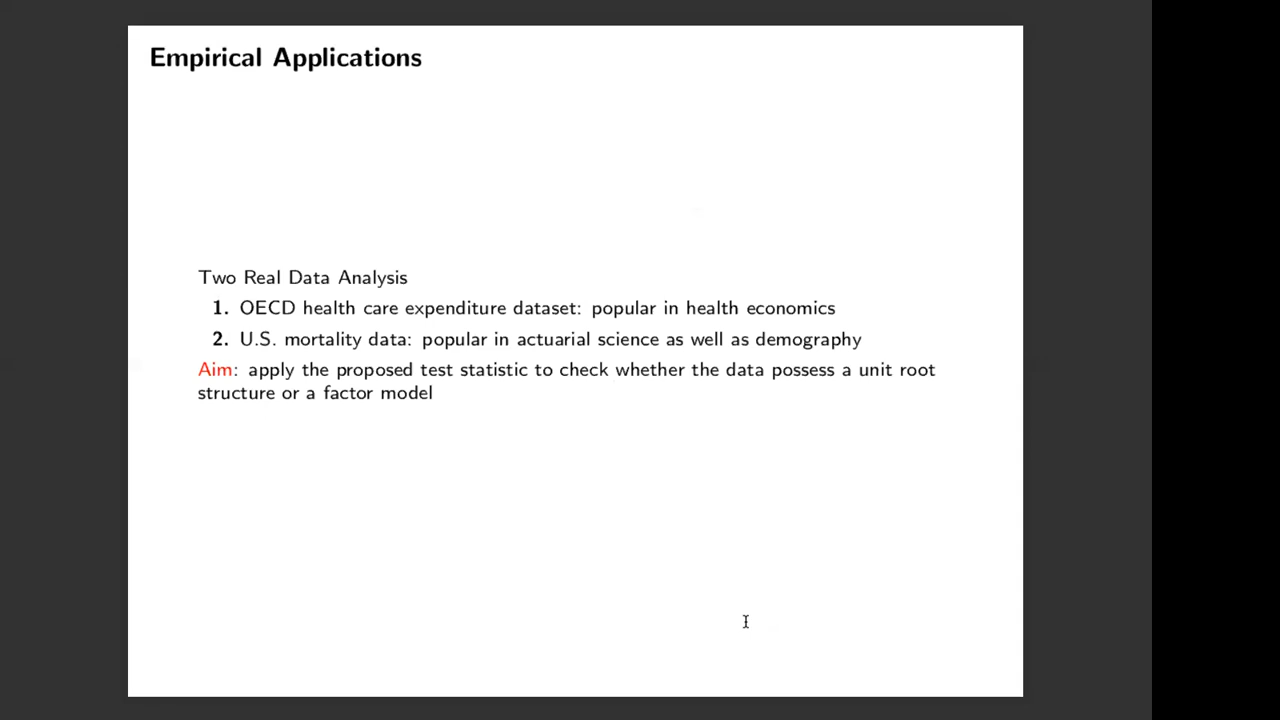 Empirical Applications
Two Real Data Analysis
1. OECD health care expenditure dataset: popular in health economics
2. U.S. mortality data: popular in actuarial science as well as demography
Aim: apply the proposed test statistic to check whether the data possess a unit root
structure or a factor model